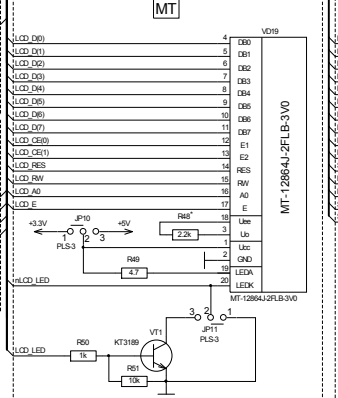 MT
VD19
LCD_D(0) 4 DB0
LCD_D(1) 5 DB1
LCD_D(2) 6 DB2
LCD_D(3) 7 DB3
LCD_D(4) 8 DB4
LCD_D(5) 9 DB5
LCD_D(6) 10 DB6
LCD_D(7) 11 DB7
LCD_CE(0) 12 E1
LCD_CE(1) 13 E2
LCD_RES 14 RES
LCD_RW 15 RW
LCD_A0 16 A0
LCD_E 17 E
MT-12864J-2FLB-3V0
R48* 18 Uee
2.2k 3 Uo
+3.3V JP10 +5V
1 2 3 1 Ucc
PLS-3 2 GND
R49 19 LEDA
4.7
nLCD_LED 20 LEDK
MT-12864J-2FLB-3V0
3 2 1
JP11
PLS-3
R50 KT3189 VT1
LCD_LED 1k
R51
10k